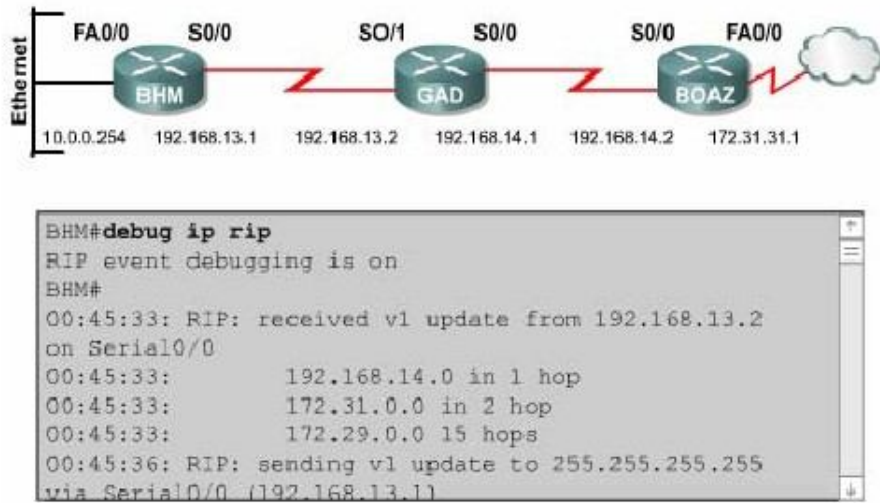 Ethernet
FA0/0 S0/0 SO/1 S0/0 S0/0 FA0/0
BHM GAD BOAZ
10.0.0.254 192.168.13.1 192.168.13.2 192.168.14.1 192.168.14.2 172.31.31.1
BHM#debug ip rip
RIP event debugging is on
BHM#
00:45:33: RIP: received v1 update from 192.168.13.2
on Serial0/0
00:45:33: 192.168.14.0 in 1 hop
00:45:33: 172.31.0.0 in 2 hop
00:45:33: 172.29.0.0 15 hops
00:45:36: RIP: sending v1 update to 255.255.255.255
via Serial0/0 (192.168.13.1)